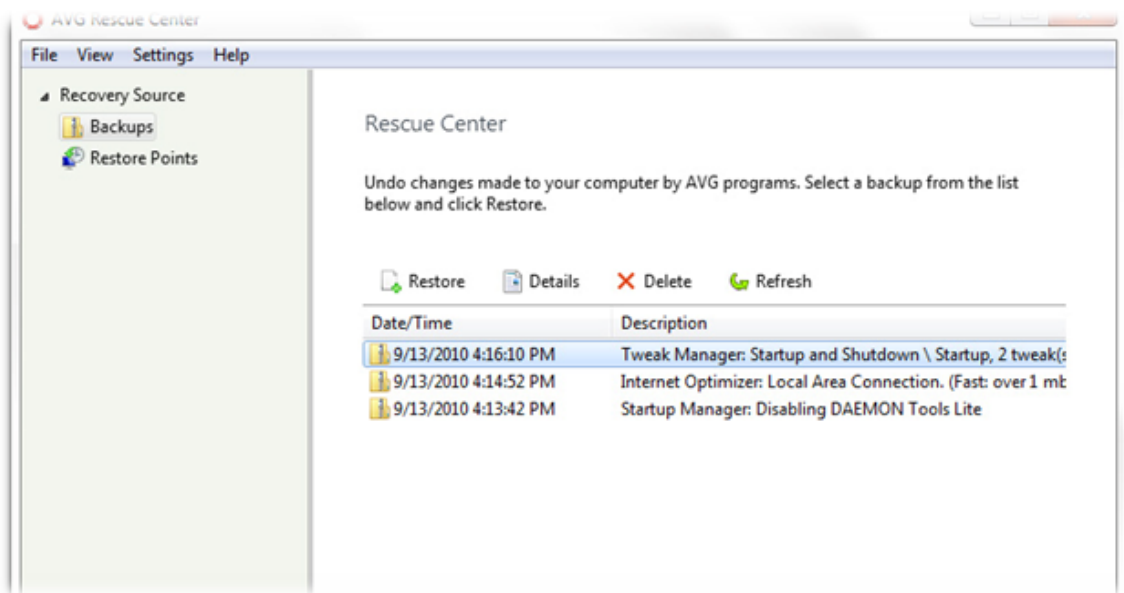 AVG Rescue Center
File View Settings Help
Recovery Source
Backups
Restore Points
Rescue Center
Undo changes made to your computer by AVG programs. Select a backup from the list
below and click Restore.
Restore Details Delete Refresh
Date/Time Description
9/13/2010 4:16:10 PM Tweak Manager: Startup and Shutdown \ Startup, 2 tweak(s
9/13/2010 4:14:52 PM Internet Optimizer: Local Area Connection. (Fast: over 1 mb
9/13/2010 4:13:42 PM Startup Manager: Disabling DAEMON Tools Lite